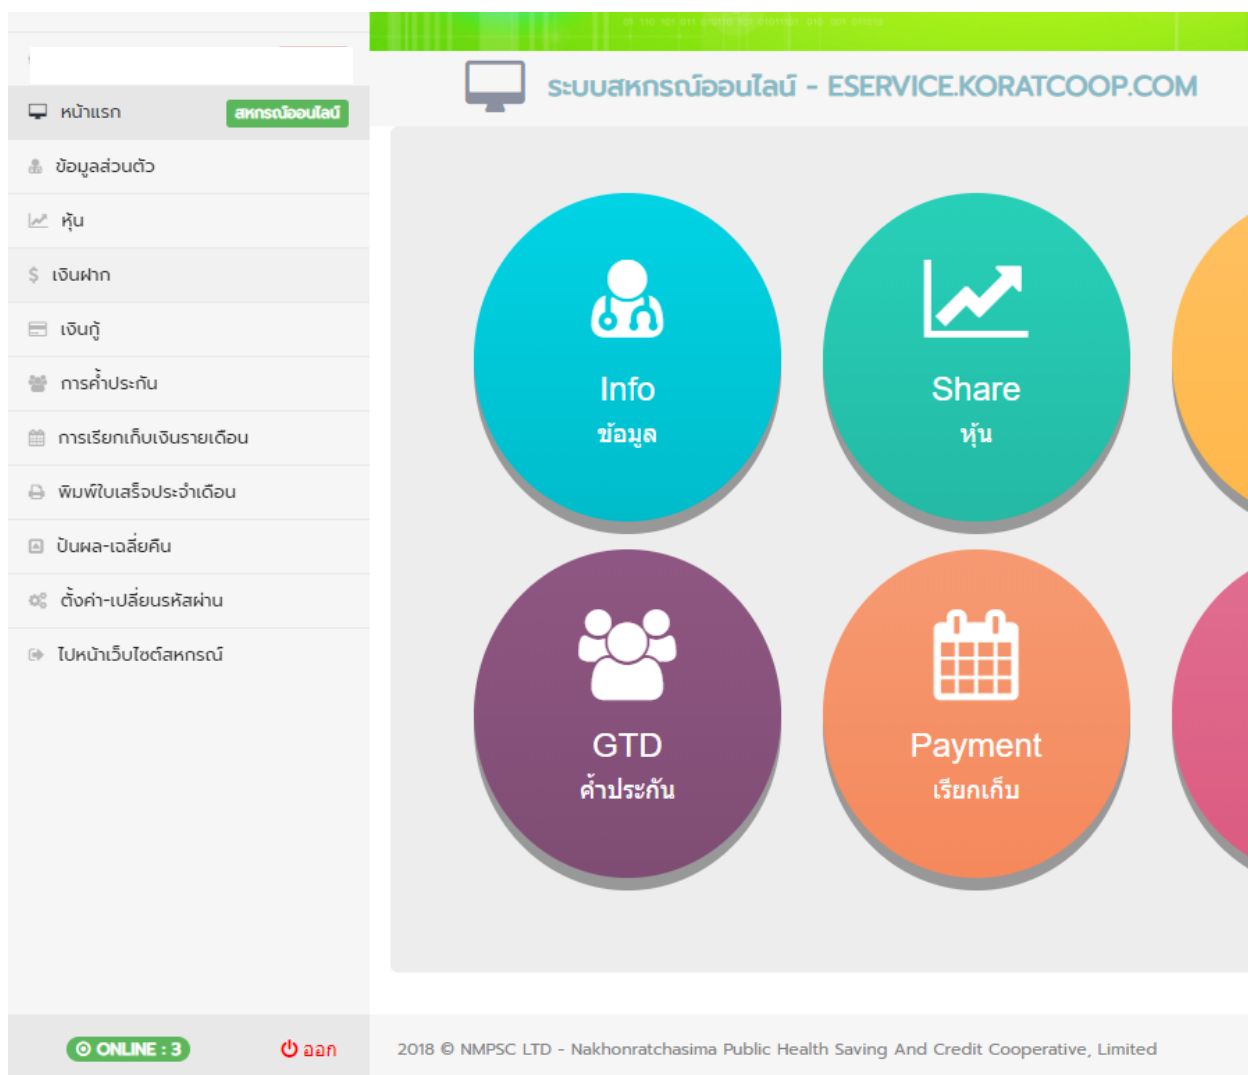 ระบบสหกรณ์ออนไลน์ - ESERVICE.KORATCOOP.COM
หน้าแรก สหกรณ์ออนไลน์
ข้อมูลส่วนตัว
หุ้น
เงินฝาก
เงินกู้
การค้ำประกัน
การเรียกเก็บเงินรายเดือน
พิมพ์ใบเสร็จประจำเดือน
ปันผล-เฉลี่ยคืน
ตั้งค่า-เปลี่ยนรหัสผ่าน
ไปหน้าเว็บไซต์สหกรณ์
Info
ข้อมูล
Share
หุ้น
GTD
ค้ำประกัน
Payment
เรียกเก็บ
ONLINE : 3
ออก
2018 © NMPSC LTD - Nakhonratchasima Public Health Saving And Credit Cooperative, Limited